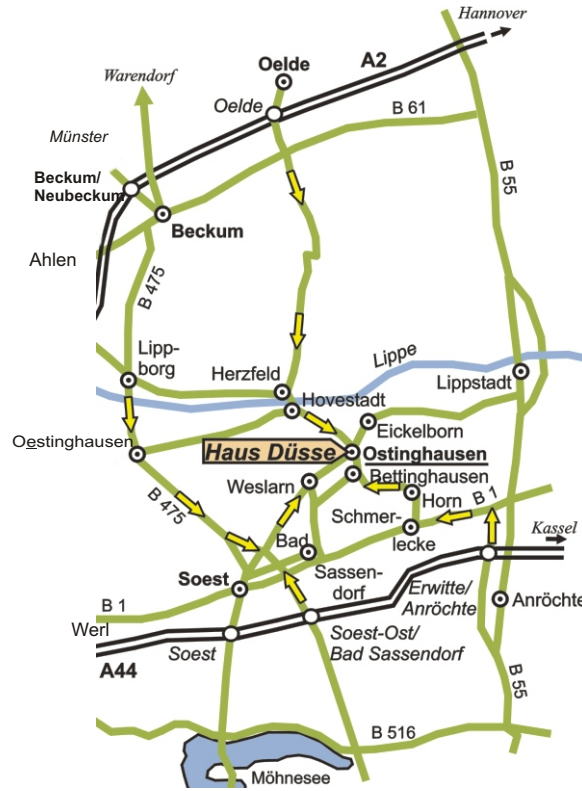 Hannover
Oelde
A2
Warendorf
Oelde
B 61
Münster
B 55
Beckum/
Neubeckum
Beckum
Ahlen
B 475
Lippe
Lipp-
borg
Herzfeld
Lippstadt
Hovestadt
Eickelborn
Oestinghausen
Haus Düsse
Ostinghausen
Bettinghausen
Weslarn
Horn
B 475
B 1
Schmer-
lecke
Kassel
Bad
Sassen-
dorf
Soest
Erwitte/
Anröchte
Anröchte
B 1
Werl
Soest
Soest-Ost/
Bad Sassendorf
A44
B 55
B 516
Möhnesee